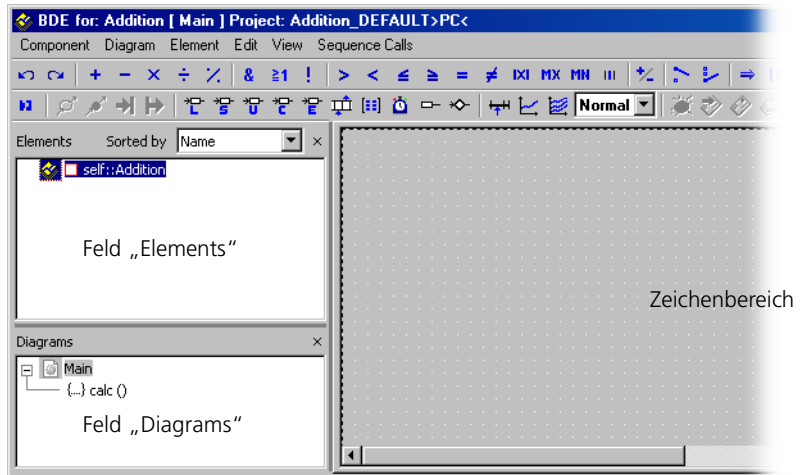 BDE for: Addition [ Main ] Project: Addition_DEFAULT>PC<
Component Diagram Element Edit View Sequence Calls
+ − × ÷ & ≥1 ! > < ≤ ≥ = ≠ |X| MX MN
L S U C E Normal
Elements Sorted by Name ×
self::Addition
Feld „Elements“
Zeichenbereich
Diagrams ×
Main
{...} calc ()
Feld „Diagrams“